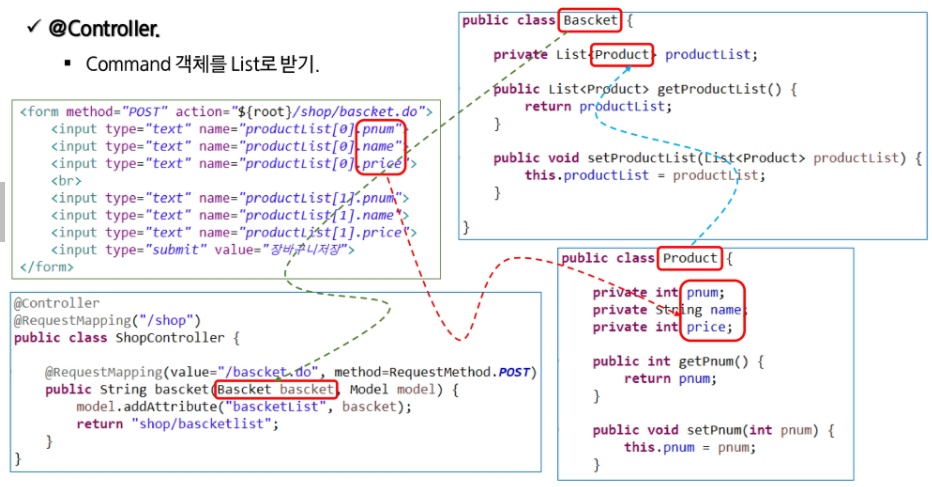 ✓ @Controller.
▪ Command 객체를 List로 받기.
<form method="POST" action="${root}/shop/bascket.do">
<input type="text" name="productList[0].pnum">
<input type="text" name="productList[0].name">
<input type="text" name="productList[0].price">
<br>
<input type="text" name="productList[1].pnum">
<input type="text" name="productList[1].name">
<input type="text" name="productList[1].price">
<input type="submit" value="장바구니저장">
</form>
@Controller
@RequestMapping("/shop")
public class ShopController {
@RequestMapping(value="/bascket.do", method=RequestMethod.POST)
public String bascket(Bascket bascket, Model model) {
model.addAttribute("bascketList", bascket);
return "shop/bascketlist";
}
}
public class Bascket {
private List<Product> productList;
public List<Product> getProductList() {
return productList;
}
public void setProductList(List<Product> productList) {
this.productList = productList;
}
}
public class Product {
private int pnum;
private String name;
private int price;
public int getPnum() {
return pnum;
}
public void setPnum(int pnum) {
this.pnum = pnum;
}